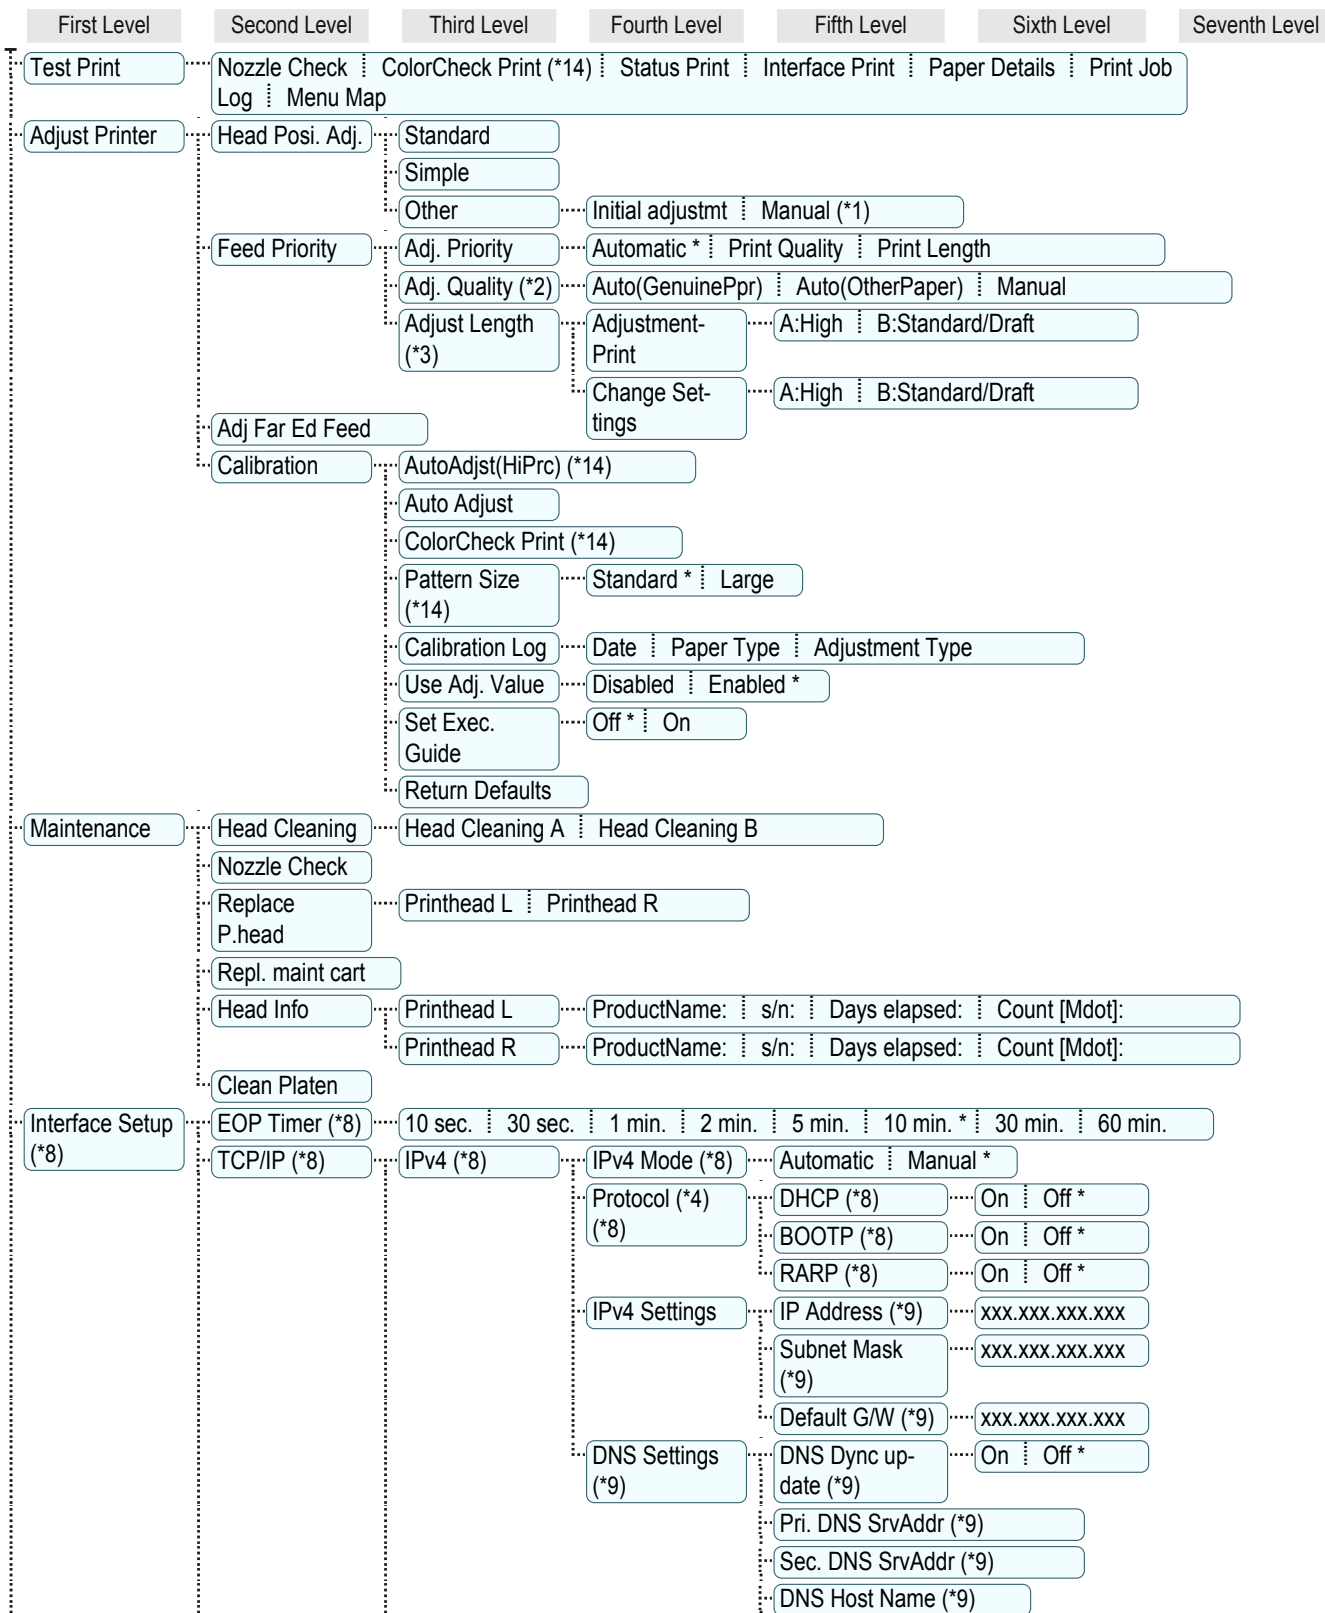 First Level Second Level Third Level Fourth Level Fifth Level Sixth Level Seventh Level
Test Print Nozzle Check ColorCheck Print (*14) Status Print Interface Print Paper Details Print Job
Log Menu Map
Adjust Printer Head Posi. Adj. Standard
Simple
Other Initial adjustmt Manual (*1)
Feed Priority Adj. Priority Automatic * Print Quality Print Length
Adj. Quality (*2) Auto(GenuinePpr) Auto(OtherPaper) Manual
Adjust Length
(*3)
Adjustment-
Print
A:High B:Standard/Draft
Change Set-
tings
A:High B:Standard/Draft
Adj Far Ed Feed
Calibration AutoAdjst(HiPrc) (*14)
Auto Adjust
ColorCheck Print (*14)
Pattern Size
(*14)
Standard * Large
Calibration Log Date Paper Type Adjustment Type
Use Adj. Value Disabled Enabled *
Set Exec.
Guide
Off * On
Return Defaults
Maintenance Head Cleaning Head Cleaning A Head Cleaning B
Nozzle Check
Replace
P.head
Printhead L Printhead R
Repl. maint cart
Head Info Printhead L ProductName: s/n: Days elapsed: Count [Mdot]:
Printhead R ProductName: s/n: Days elapsed: Count [Mdot]:
Clean Platen
Interface Setup
(*8)
EOP Timer (*8) 10 sec. 30 sec. 1 min. 2 min. 5 min. 10 min. * 30 min. 60 min.
TCP/IP (*8) IPv4 (*8) IPv4 Mode (*8) Automatic Manual *
Protocol (*4)
(*8)
DHCP (*8) On Off *
BOOTP (*8) On Off *
RARP (*8) On Off *
IPv4 Settings IP Address (*9) xxx.xxx.xxx.xxx
Subnet Mask
(*9)
xxx.xxx.xxx.xxx
Default G/W (*9) xxx.xxx.xxx.xxx
DNS Settings
(*9)
DNS Dync up-
date (*9)
On Off *
Pri. DNS SrvAddr (*9)
Sec. DNS SrvAddr (*9)
DNS Host Name (*9)